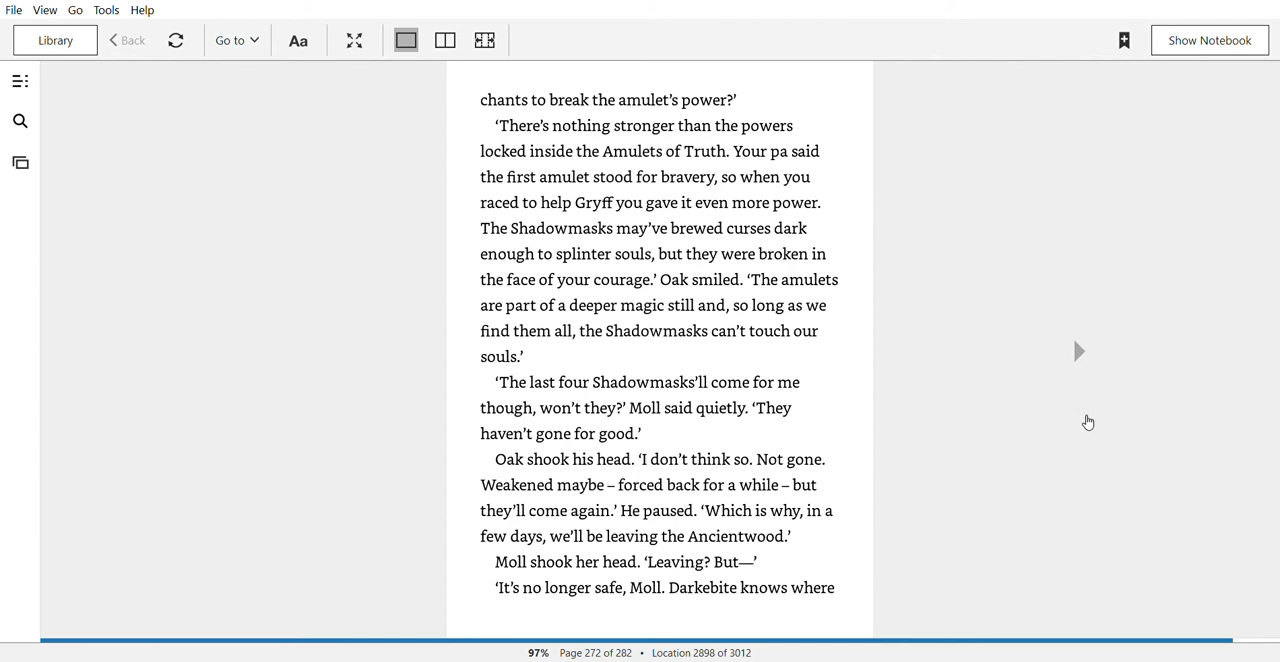 File View Go Tools Help
Library Back Go to Aa Show Notebook
chants to break the amulet’s power?’
‘There’s nothing stronger than the powers
locked inside the Amulets of Truth. Your pa said
the first amulet stood for bravery, so when you
raced to help Gryff you gave it even more power.
The Shadowmasks may’ve brewed curses dark
enough to splinter souls, but they were broken in
the face of your courage.’ Oak smiled. ‘The amulets
are part of a deeper magic still and, so long as we
find them all, the Shadowmasks can’t touch our
souls.’
‘The last four Shadowmasks’ll come for me
though, won’t they?’ Moll said quietly. ‘They
haven’t gone for good.’
Oak shook his head. ‘I don’t think so. Not gone.
Weakened maybe – forced back for a while – but
they’ll come again.’ He paused. ‘Which is why, in a
few days, we’ll be leaving the Ancientwood.’
Moll shook her head. ‘Leaving? But—’
‘It’s no longer safe, Moll. Darkebite knows where
97% Page 272 of 282 • Location 2898 of 3012